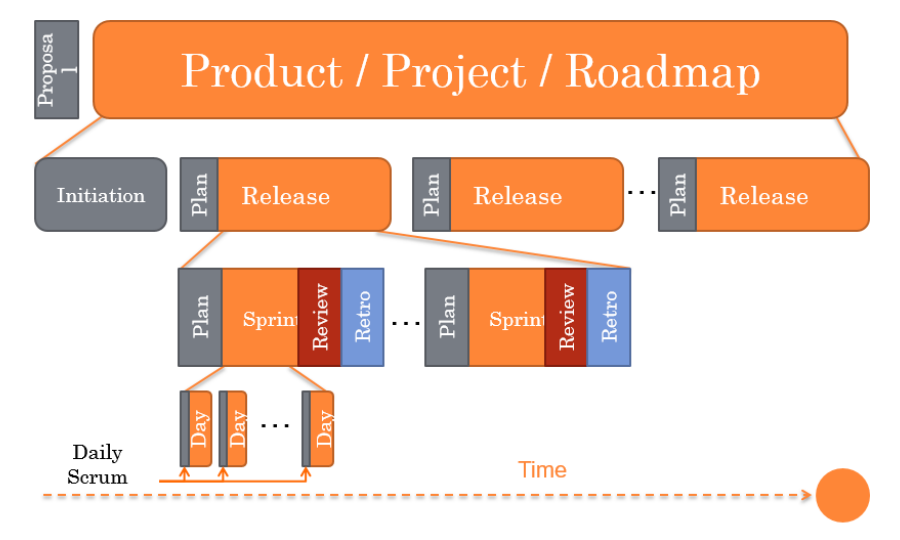 Proposa
l
Product / Project / Roadmap
Initiation
Plan
Release
Plan
Release
...
Plan
Release
Plan
Sprint
Review
Retro
...
Plan
Sprint
Review
Retro
Day
Day
...
Day
Daily
Scrum
Time